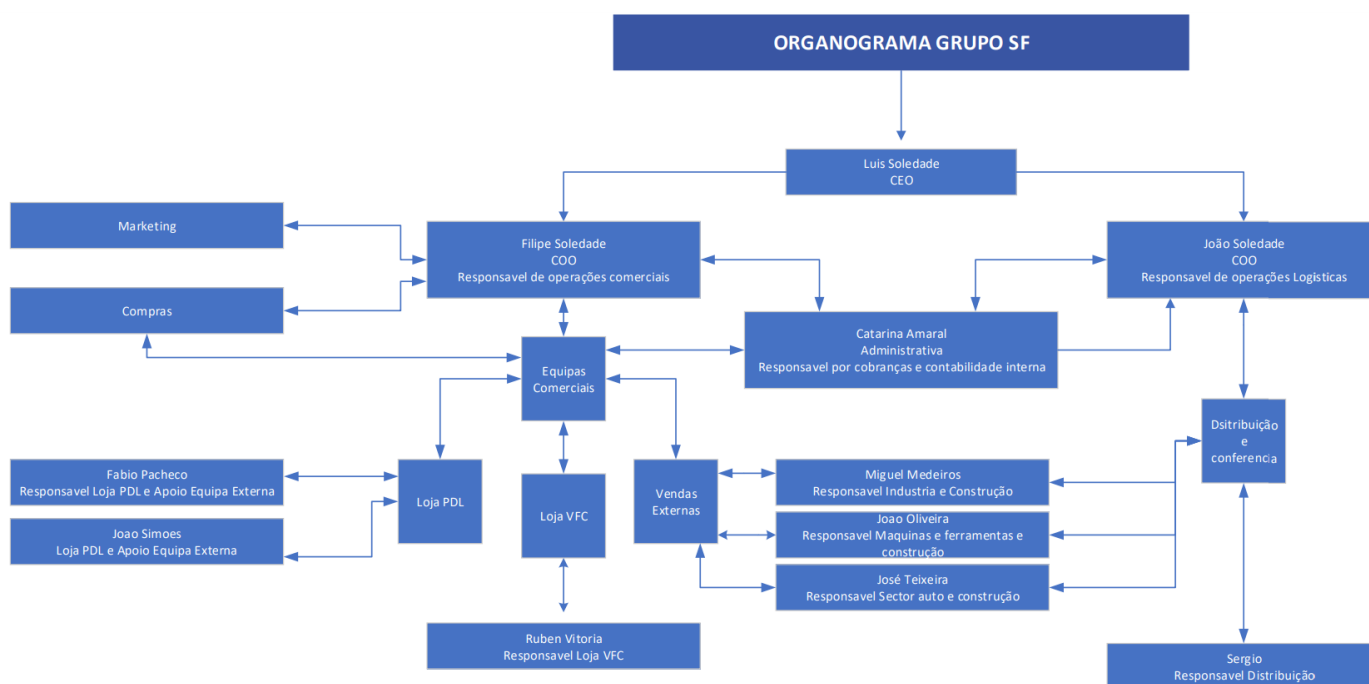 ORGANOGRAMA GRUPO SF
Luis Soledade
CEO
Marketing
Filipe Soledade
COO
Responsavel de operações comerciais
João Soledade
COO
Responsavel de operações Logisticas
Compras
Catarina Amaral
Administrativa
Responsavel por cobranças e contabilidade interna
Equipas
Comerciais
Dsitribuição
e
conferencia
Fabio Pacheco
Responsavel Loja PDL e Apoio Equipa Externa
Joao Simoes
Loja PDL e Apoio Equipa Externa
Loja PDL
Loja VFC
Vendas
Externas
Miguel Medeiros
Responsavel Industria e Construção
Joao Oliveira
Responsavel Maquinas e ferramentas e
construção
José Teixeira
Responsavel Sector auto e construção
Ruben Vitoria
Responsavel Loja VFC
Sergio
Responsavel Distribuição